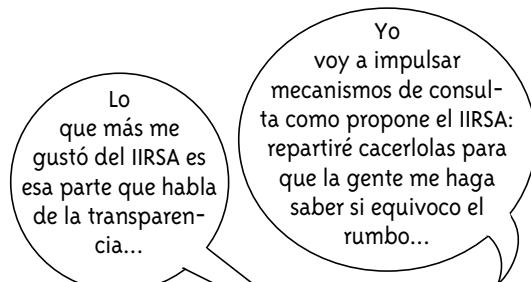 Lo
que más me
gustó del IIRSA es
esa parte que habla
de la transparen-
cia...
Yo
voy a impulsar
mecanismos de consul-
ta como propone el IIRSA:
repartiré cacerlolas para
que la gente me haga
saber si equivoco el
rumbo...